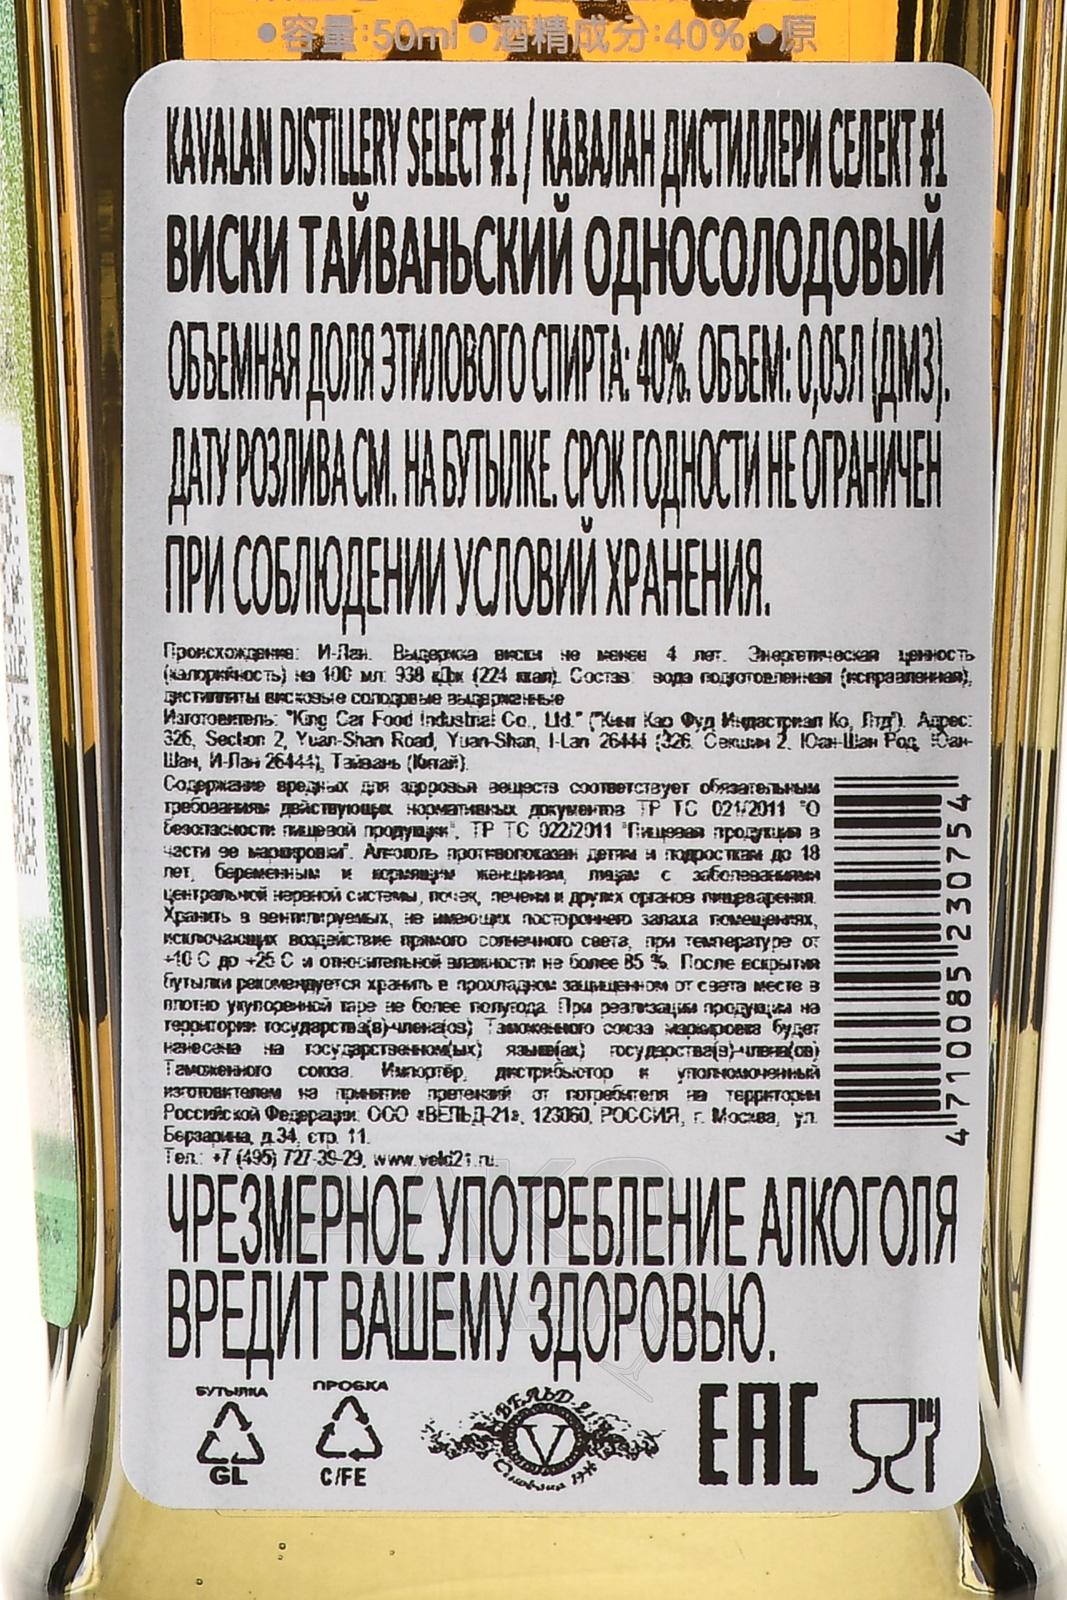 ●容量:50ml ●酒精成分:40% ●原
KAVALAN DISTILLERY SELECT #1 / КАВАЛАН ДИСТИЛЛЕРИ СЕЛЕКТ #1
ВИСКИ ТАЙВАНЬСКИЙ ОДНОСОЛОДОВЫЙ
ОБЪЕМНАЯ ДОЛЯ ЭТИЛОВОГО СПИРТА: 40%. ОБЪЕМ: 0,05Л (ДМ3).
ДАТУ РОЗЛИВА СМ. НА БУТЫЛКЕ. СРОК ГОДНОСТИ НЕ ОГРАНИЧЕН
ПРИ СОБЛЮДЕНИИ УСЛОВИЙ ХРАНЕНИЯ.
Происхождение: И-Лан. Выдержка виски не менее 4 лет. Энергетическая ценность
(калорийность) на 100 мл: 938 кДж (224 ккал). Состав: вода подготовленная (исправленная),
дистилляты висковые солодовые выдержанные
Изготовитель: "King Car Food Industrial Co., Ltd." ("Кинг Кар Фуд Индастриал Ко, Лтд"). Адрес:
326, Section 2, Yuan-Shan Road, Yuan-Shan, I-Lan 26444 (326, Секшин 2, Юан-Шан Род, Юан-
Шан, И-Лан 26444), Тайвань (Китай).
Содержание вредных для здоровья веществ соответствует обязательным
требованиям действующих нормативных документов ТР ТС 021/2011 "О
безопасности пищевой продукции", ТР ТС 022/2011 "Пищевая продукция в
части ее маркировки". Алкоголь противопоказан детям и подросткам до 18
лет, беременным и кормящим женщинам, лицам с заболеваниями
центральной нервной системы, почек, печени и других органов пищеварения.
Хранить в вентилируемых, не имеющих постороннего запаха помещениях,
исключающих воздействие прямого солнечного света, при температуре от
+10 С до +25 С и относительной влажности не более 85 %. После вскрытия
бутылки рекомендуется хранить в прохладном защищенном от света месте в
плотно укупоренной таре не более полугода. При реализации продукции на
территории государства(в)-члена(ов) Таможенного союза маркировка будет
нанесена на государственном(ых) языке(ах) государства(в)-члена(ов)
Таможенного союза. Импортёр, дистрибьютор и уполномоченный
изготовителем на принятие претензий от потребителя на территории
Российской Федерации: ООО «ВЕЛЬД-21», 123060, РОССИЯ, г. Москва, ул.
Берзарина, д.34, стр. 11.
Тел.: +7 (495) 727-39-29, www.veld21.ru.
4 710085 230754
ЧРЕЗМЕРНОЕ УПОТРЕБЛЕНИЕ АЛКОГОЛЯ
ВРЕДИТ ВАШЕМУ ЗДОРОВЬЮ.
БУТЫЛКА ПРОБКА
ВЕЛЬД-21
V
EAC
GL C/FE